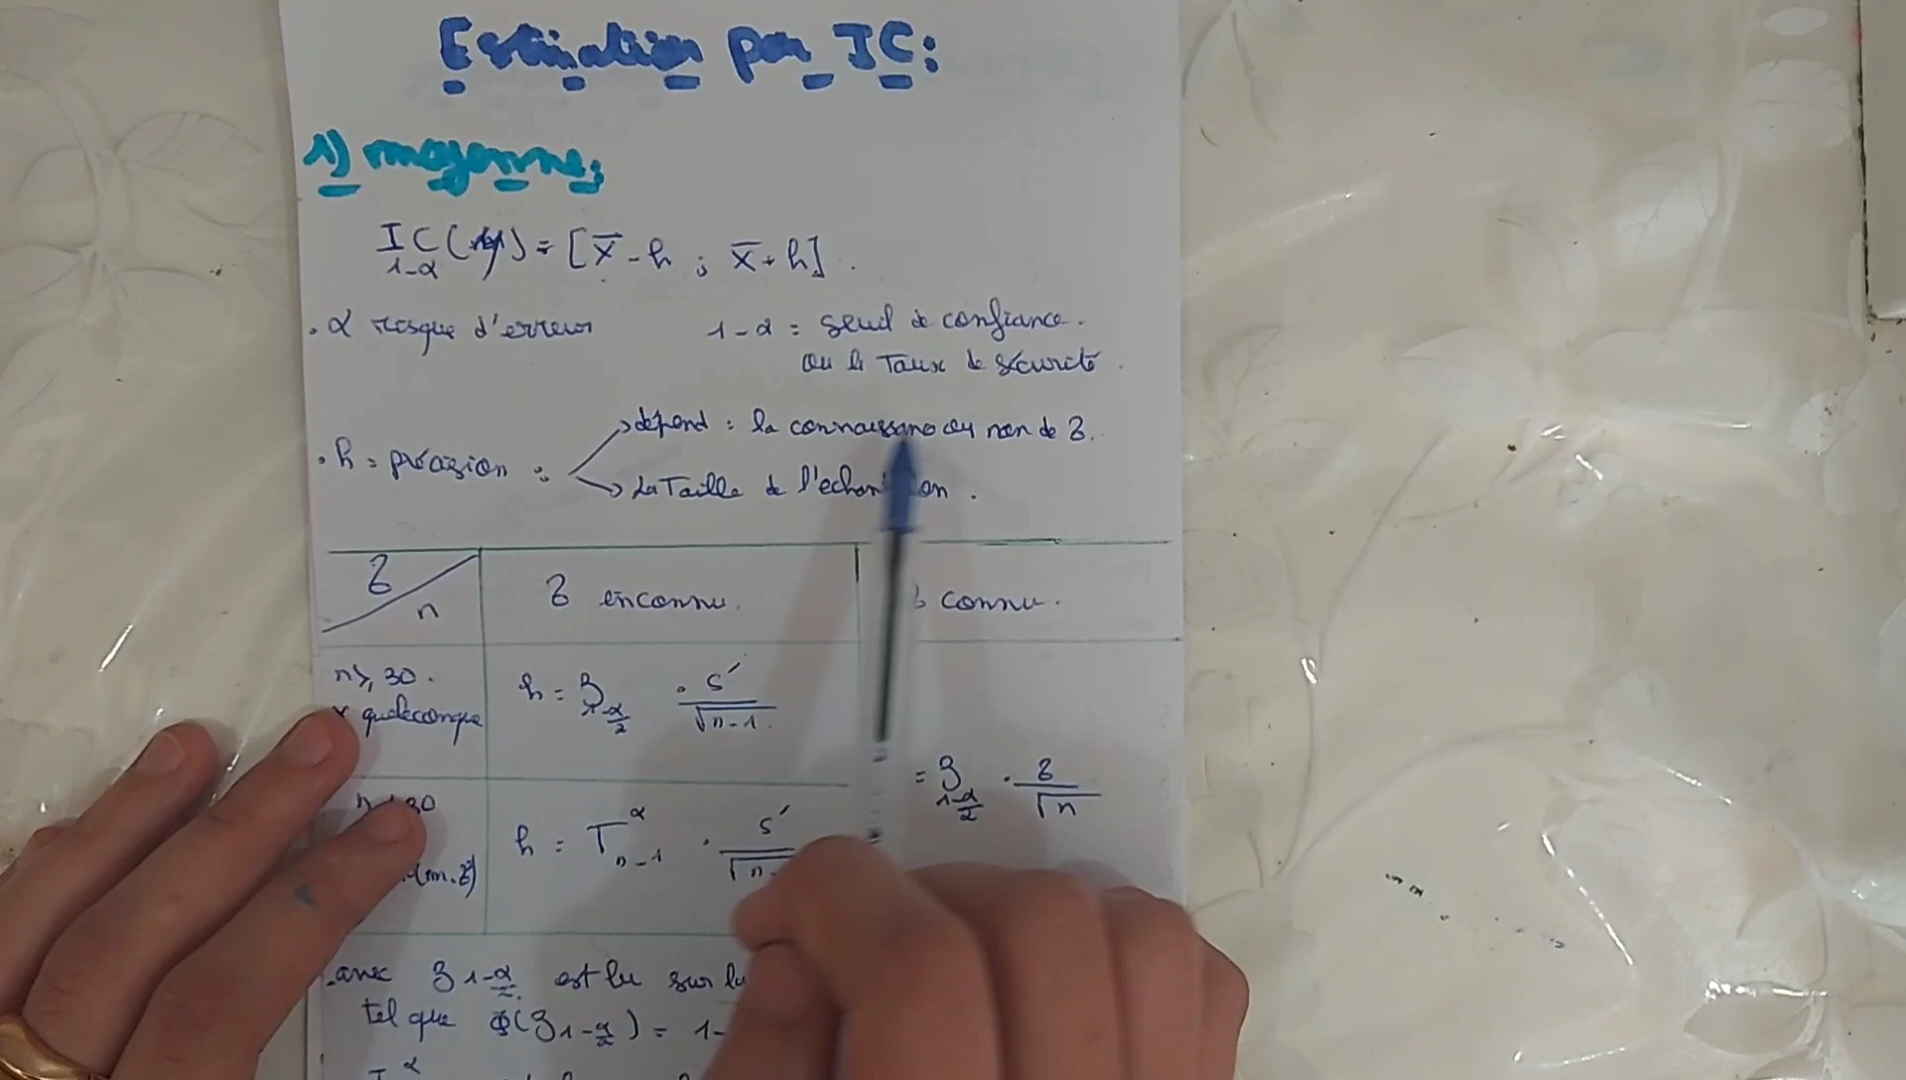 Estimation par IC:
1) moyenne:
IC 1-α (m) = [X̄ - h ; X̄ + h].
. α risque d'erreur 1-α = seuil de confiance.
ou le Taux de sécurité.
. h = précision : → dépend : la connaissance ou non de σ.
→ La Taille de l'échantillon.
σ / n
σ enconnu.
connu.
n ≥ 30.
quelconque
h = z 1-α/2 . s' / √n-1
= z 1-α/2 . σ / √n
h = T α n-1 . s' / √n-
.avec z 1-α/2 est lu sur la
tel que Φ(z 1-α/2) = 1-